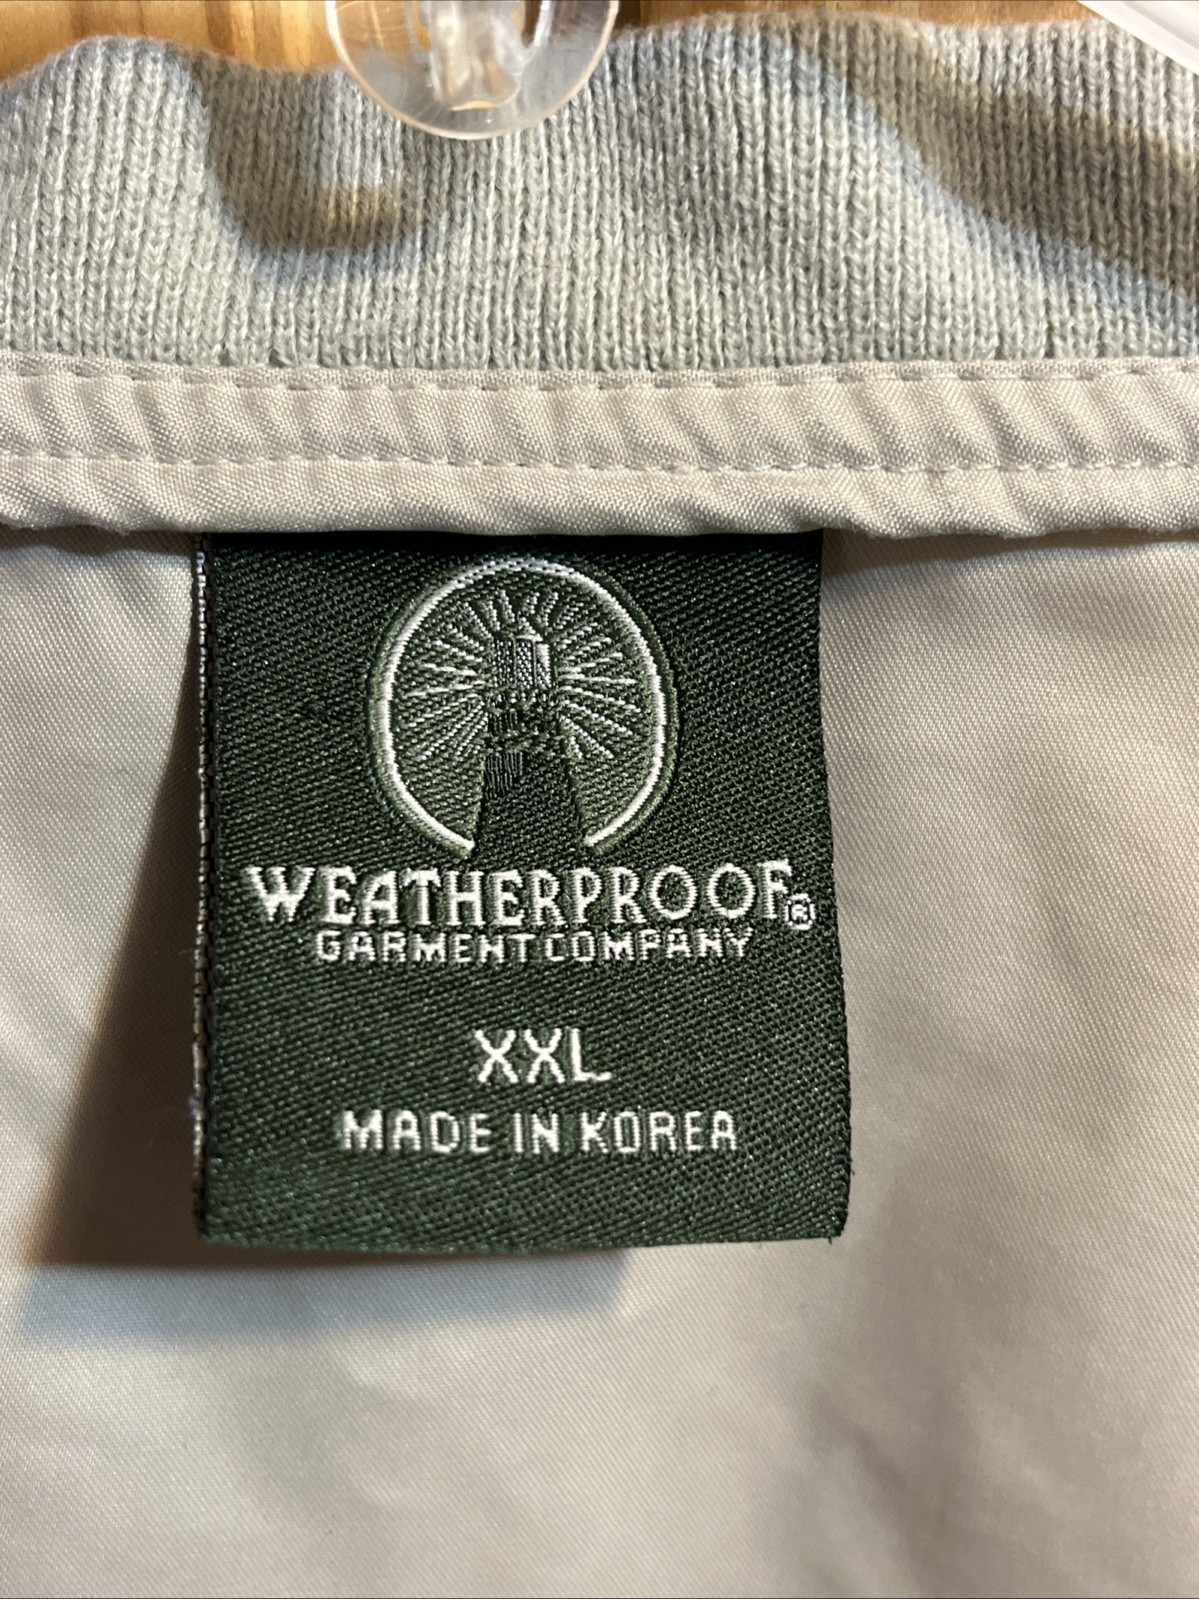 WEATHERPROOF®
GARMENT COMPANY
XXL
MADE IN KOREA